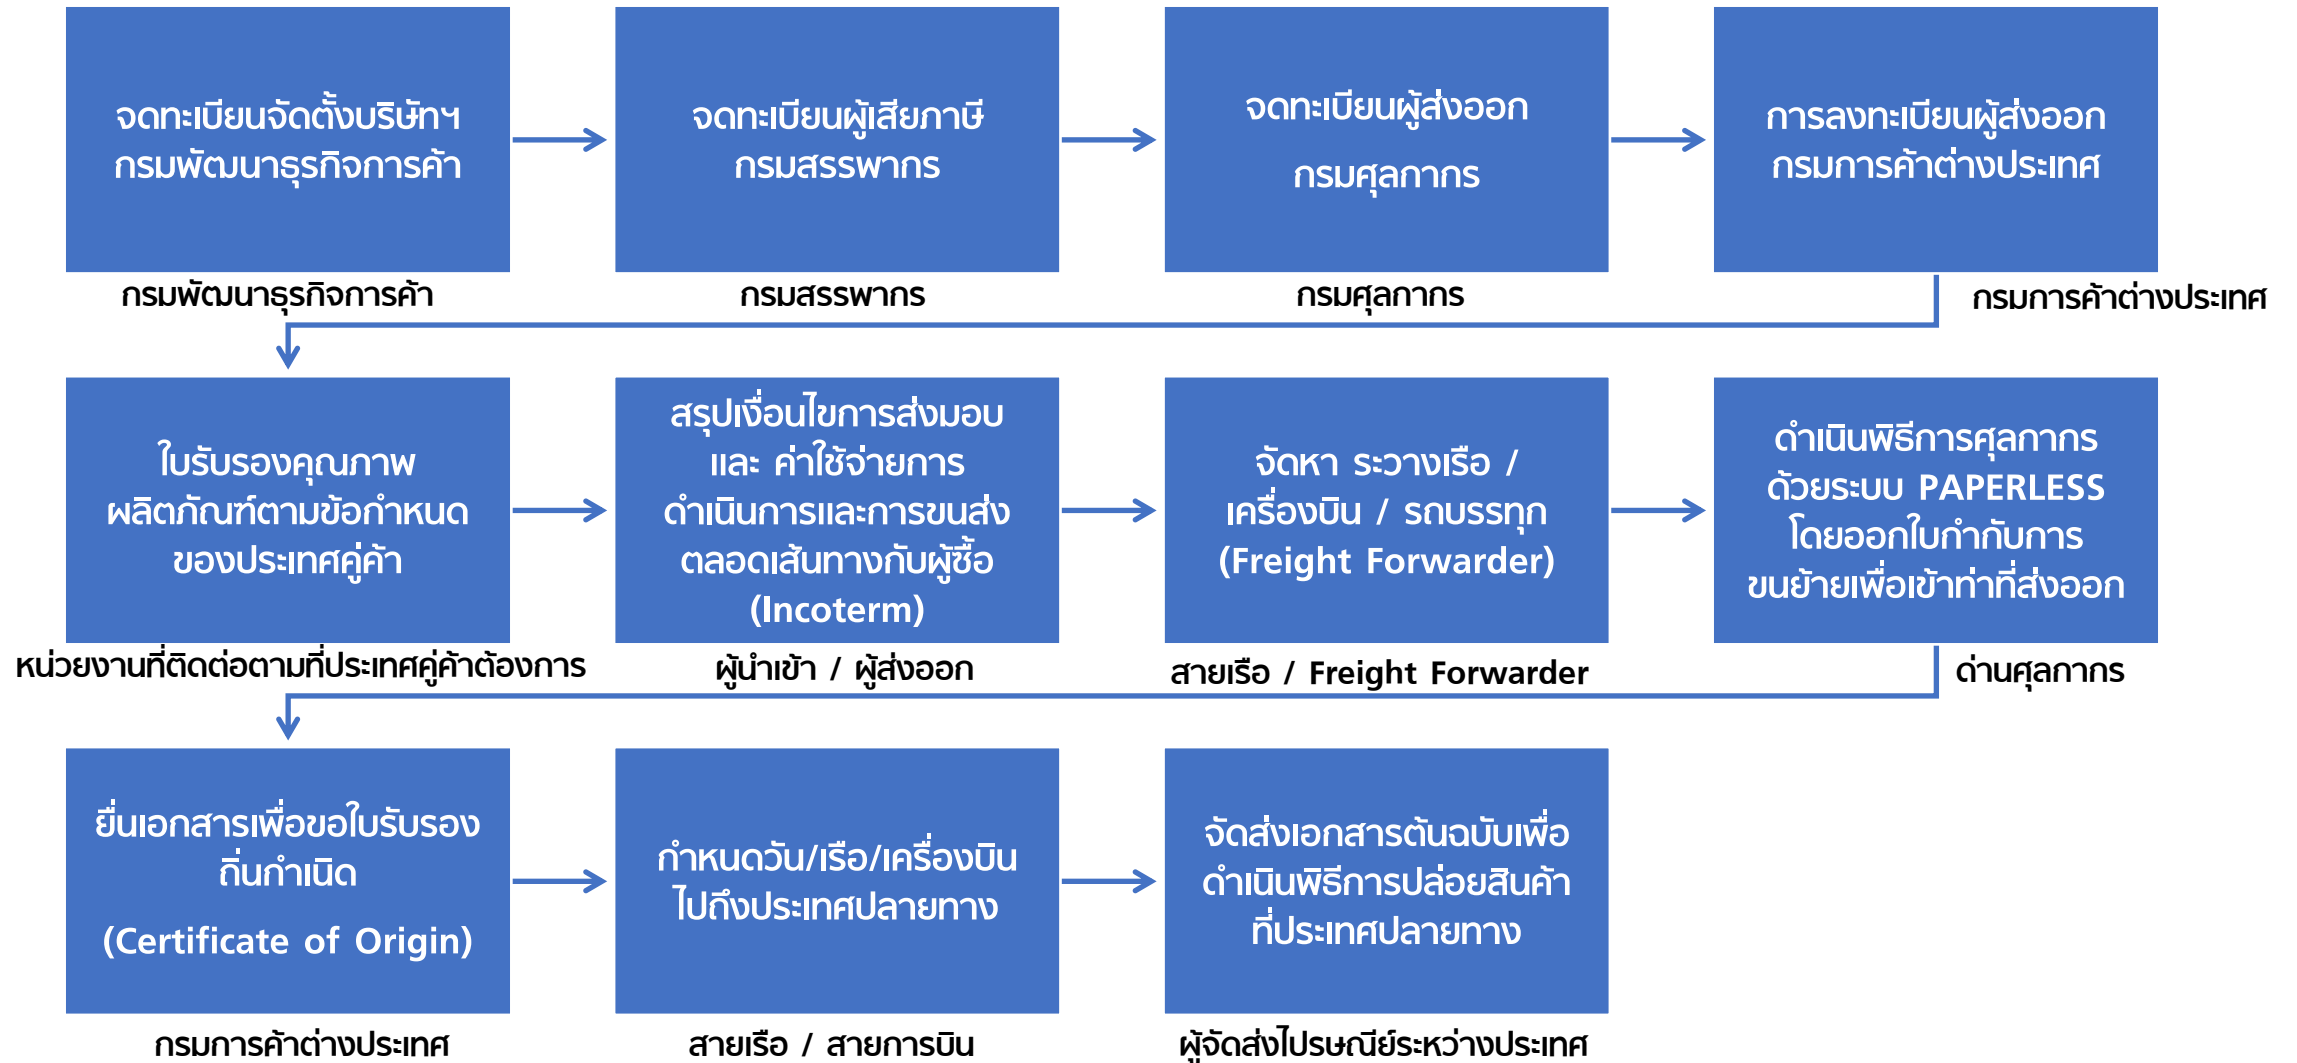 จดทะเบียนจัดตั้งบริษัทฯ
กรมพัฒนาธุรกิจการค้า
กรมพัฒนาธุรกิจการค้า
จดทะเบียนผู้เสียภาษี
กรมสรรพากร
กรมสรรพากร
จดทะเบียนผู้ส่งออก
กรมศุลกากร
กรมศุลกากร
การลงทะเบียนผู้ส่งออก
กรมการค้าต่างประเทศ
กรมการค้าต่างประเทศ
ใบรับรองคุณภาพ
ผลิตภัณฑ์ตามข้อกำหนด
ของประเทศคู่ค้า
หน่วยงานที่ติดต่อตามที่ประเทศคู่ค้าต้องการ
สรุปเงื่อนไขการส่งมอบ
และ ค่าใช้จ่ายการ
ดำเนินการและการขนส่ง
ตลอดเส้นทางกับผู้ซื้อ
(Incoterm)
ผู้นำเข้า / ผู้ส่งออก
จัดหา ระวางเรือ /
เครื่องบิน / รถบรรทุก
(Freight Forwarder)
สายเรือ / Freight Forwarder
ดำเนินพิธีการศุลกากร
ด้วยระบบ PAPERLESS
โดยออกใบกำกับการ
ขนย้ายเพื่อเข้าท่าที่ส่งออก
ด่านศุลกากร
ยื่นเอกสารเพื่อขอใบรับรอง
ถิ่นกำเนิด
(Certificate of Origin)
กรมการค้าต่างประเทศ
กำหนดวัน/เรือ/เครื่องบิน
ไปถึงประเทศปลายทาง
สายเรือ / สายการบิน
จัดส่งเอกสารต้นฉบับเพื่อ
ดำเนินพิธีการปล่อยสินค้า
ที่ประเทศปลายทาง
ผู้จัดส่งไปรษณีย์ระหว่างประเทศ